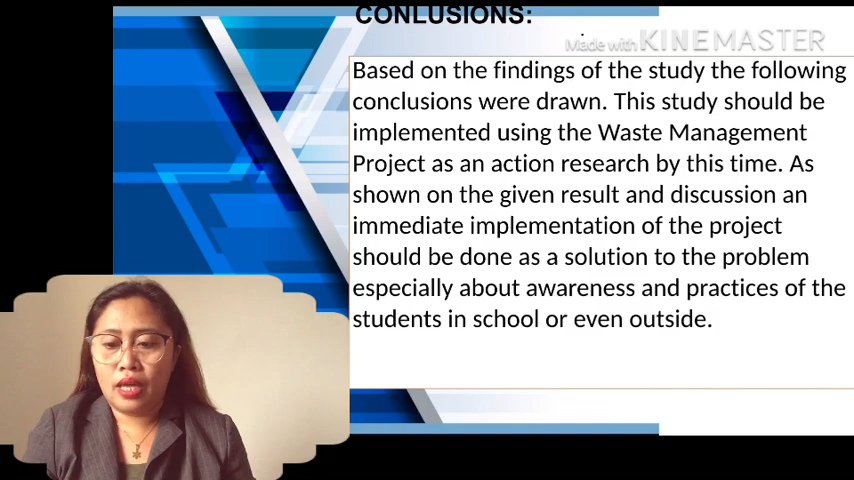 CONLUSIONS:
Made with KINEMASTER
Based on the findings of the study the following
conclusions were drawn. This study should be
implemented using the Waste Management
Project as an action research by this time. As
shown on the given result and discussion an
immediate implementation of the project
should be done as a solution to the problem
especially about awareness and practices of the
students in school or even outside.